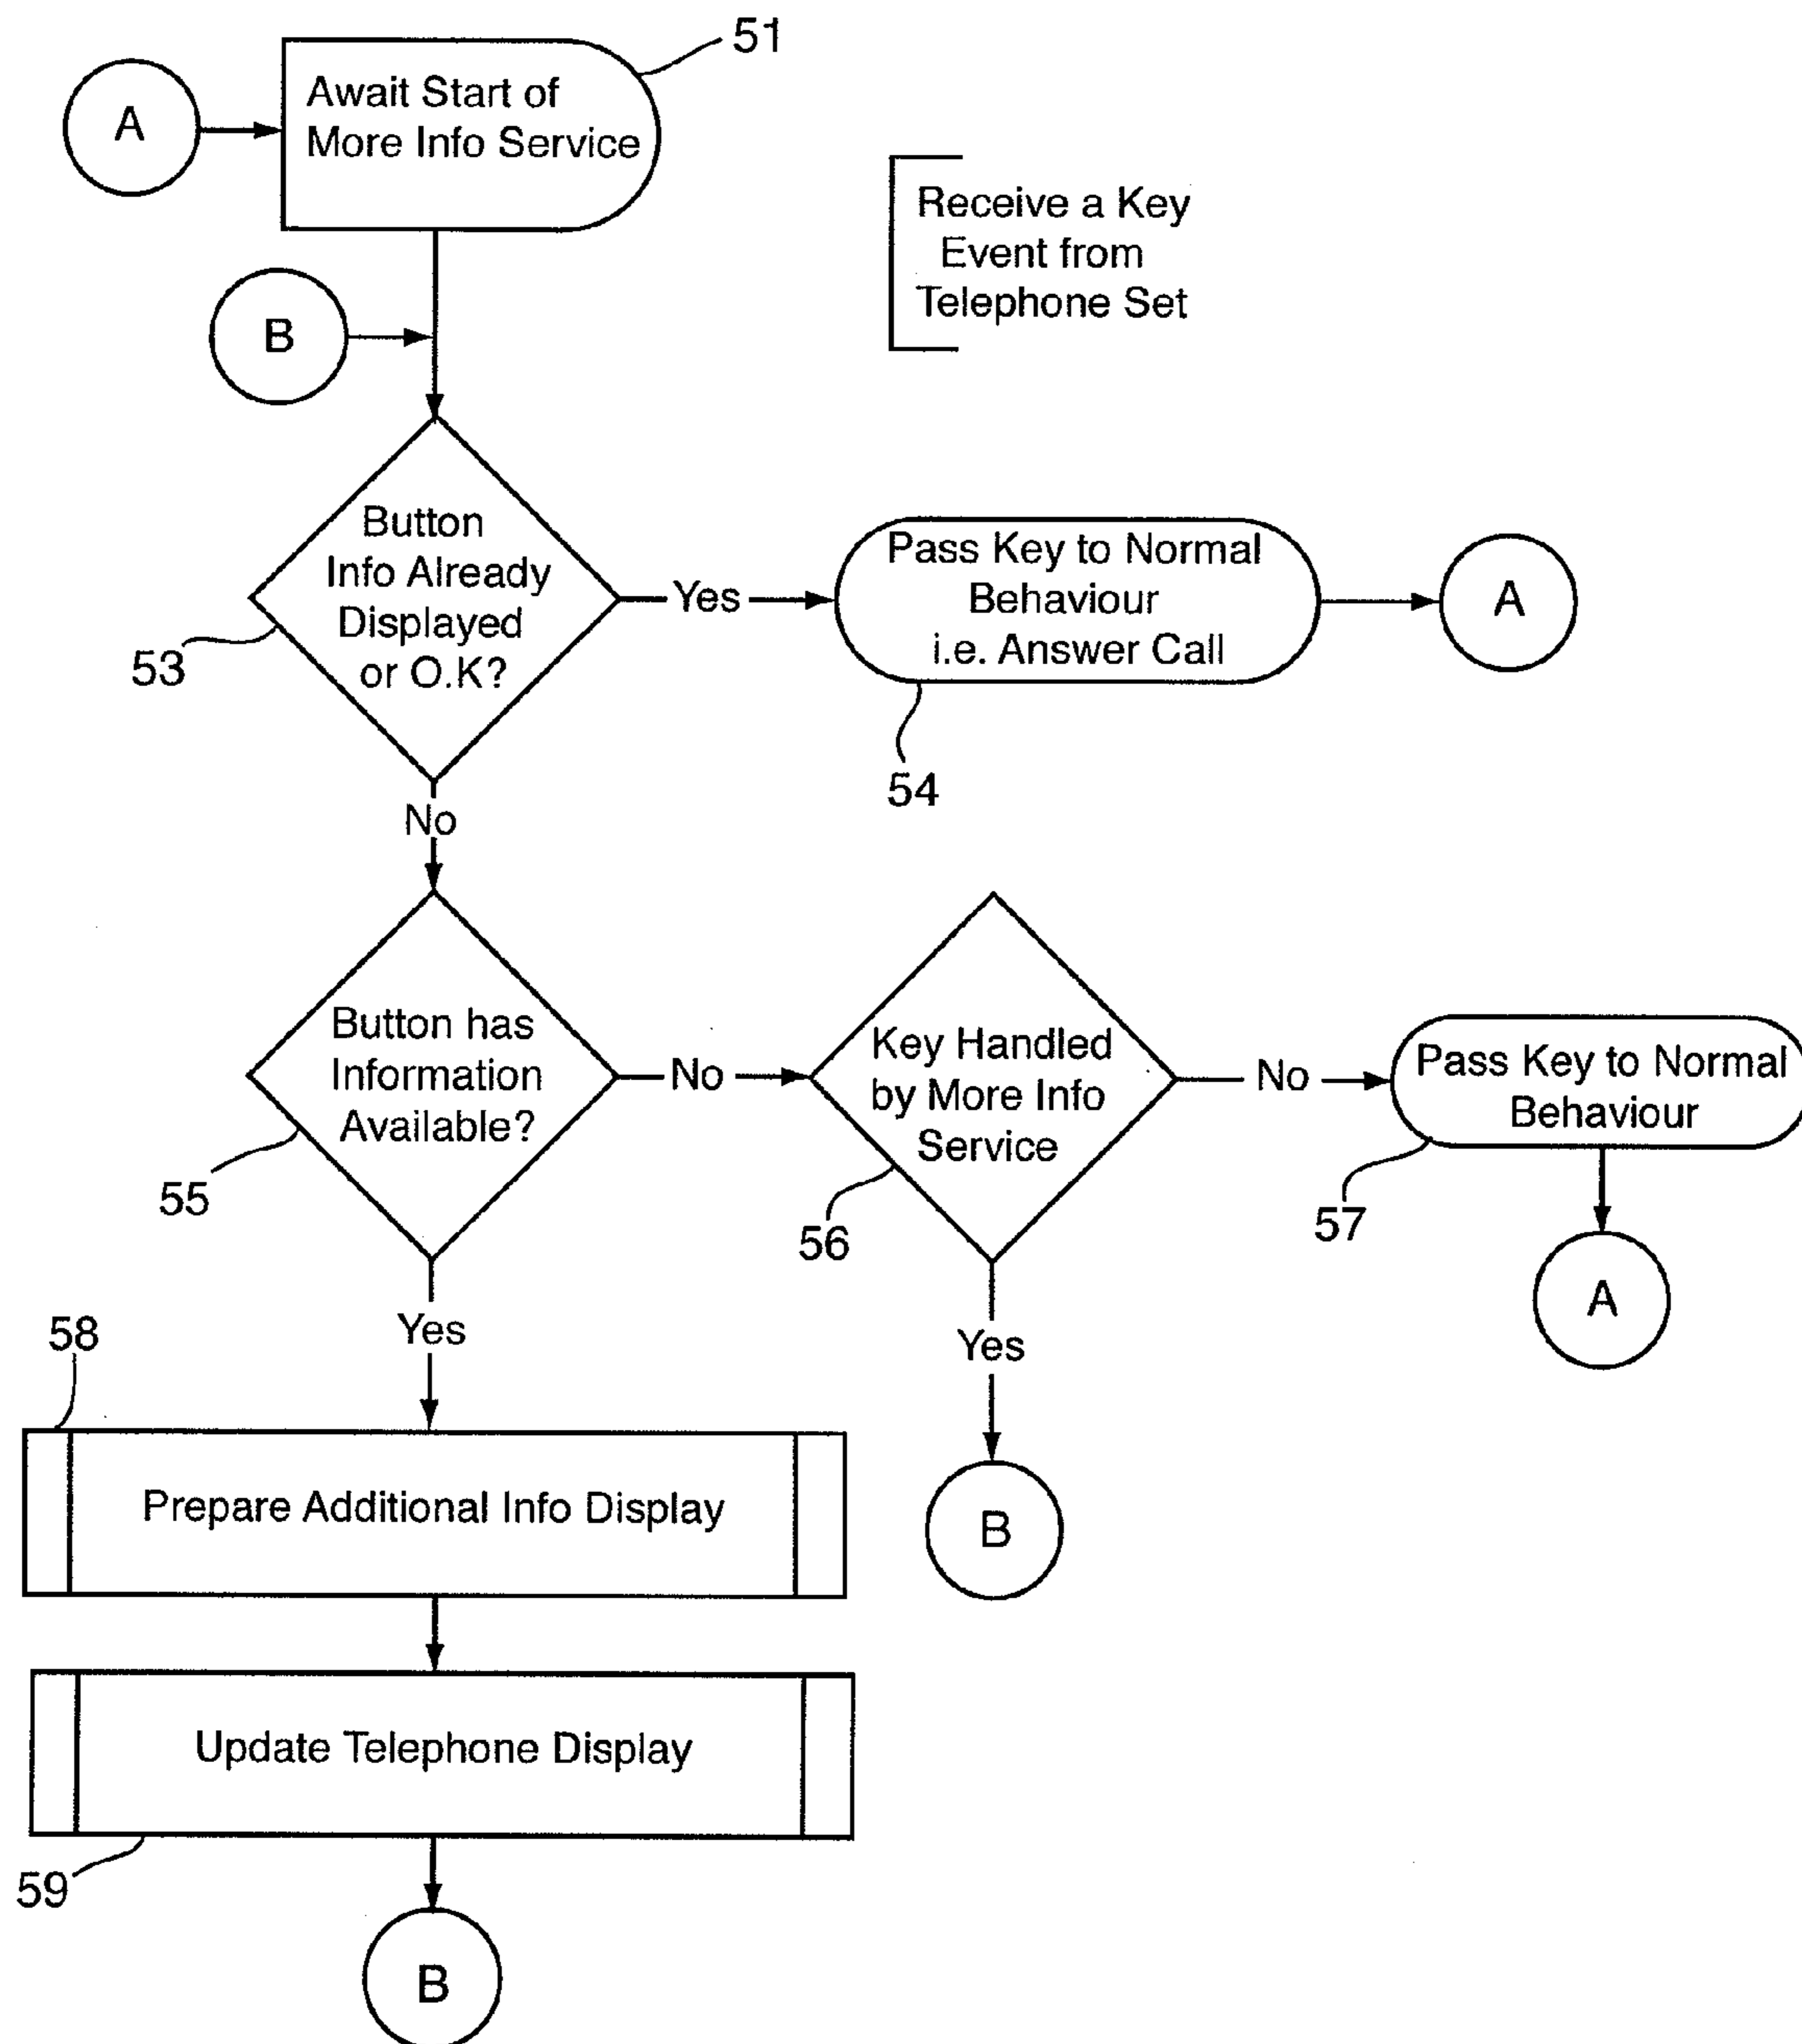 51
A
Await Start of
More Info Service
Receive a Key
Event from
Telephone Set
B
Button
Info Already
Displayed
or O.K?
53
Yes
Pass Key to Normal
Behaviour
i.e. Answer Call
54
A
No
Button has
Information
Available?
55
No
Key Handled
by More Info
Service
56
No
Pass Key to Normal
Behaviour
57
A
Yes
Yes
B
58
Prepare Additional Info Display
Update Telephone Display
59
B